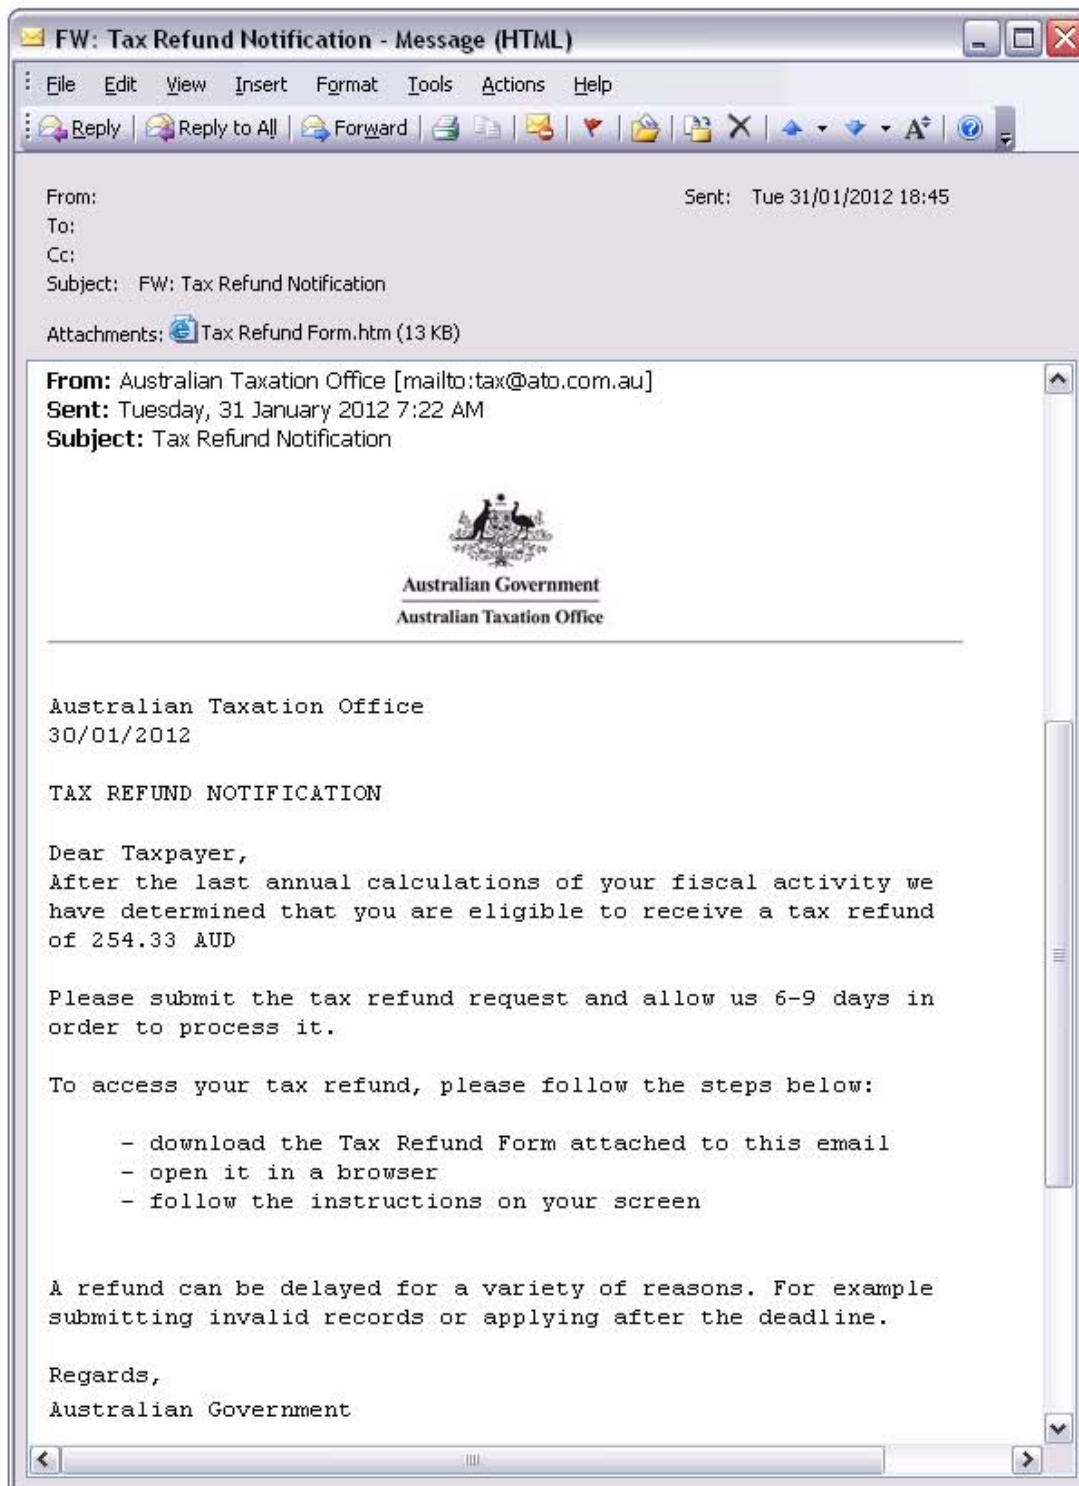 FW: Tax Refund Notification - Message (HTML)
File Edit View Insert Format Tools Actions Help
Reply Reply to All Forward
From: Sent: Tue 31/01/2012 18:45
To:
Cc:
Subject: FW: Tax Refund Notification
Attachments: Tax Refund Form.htm (13 KB)
From: Australian Taxation Office [mailto:tax@ato.com.au]
Sent: Tuesday, 31 January 2012 7:22 AM
Subject: Tax Refund Notification
Australian Government
Australian Taxation Office
Australian Taxation Office
30/01/2012
TAX REFUND NOTIFICATION
Dear Taxpayer,
After the last annual calculations of your fiscal activity we
have determined that you are eligible to receive a tax refund
of 254.33 AUD
Please submit the tax refund request and allow us 6-9 days in
order to process it.
To access your tax refund, please follow the steps below:
- download the Tax Refund Form attached to this email
- open it in a browser
- follow the instructions on your screen
A refund can be delayed for a variety of reasons. For example
submitting invalid records or applying after the deadline.
Regards,
Australian Government